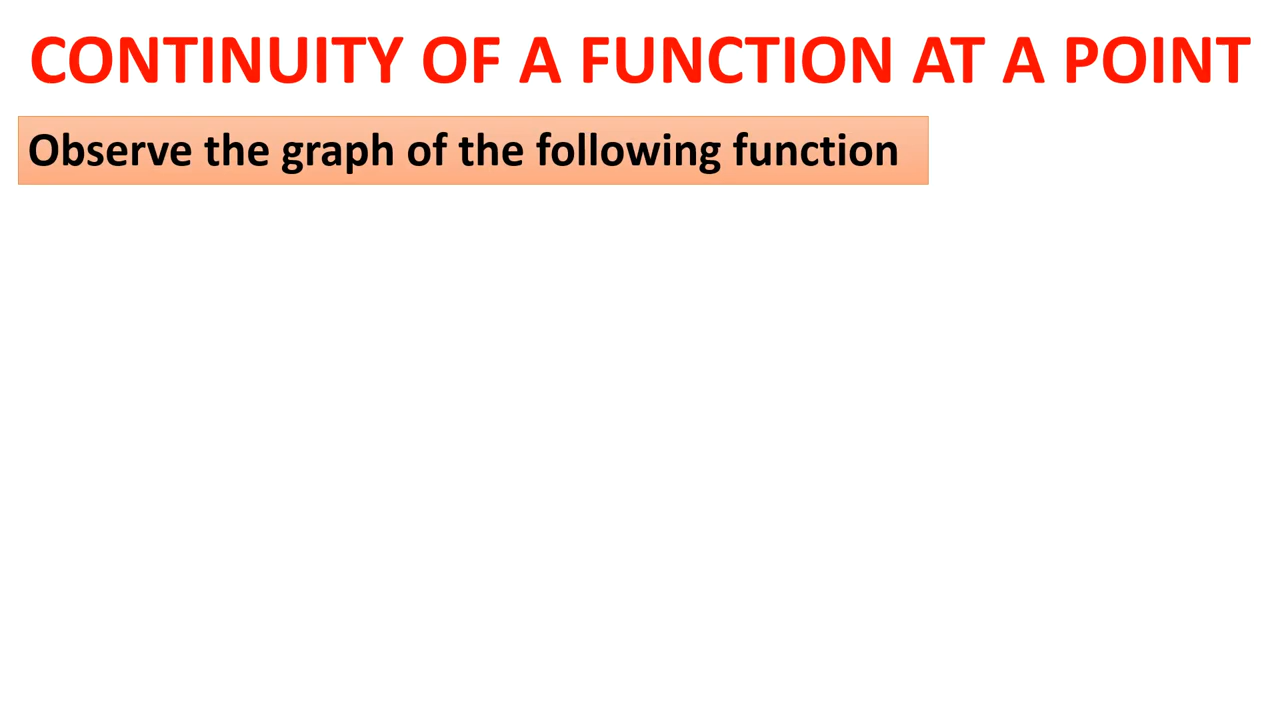 CONTINUITY OF A FUNCTION AT A POINT
Observe the graph of the following function